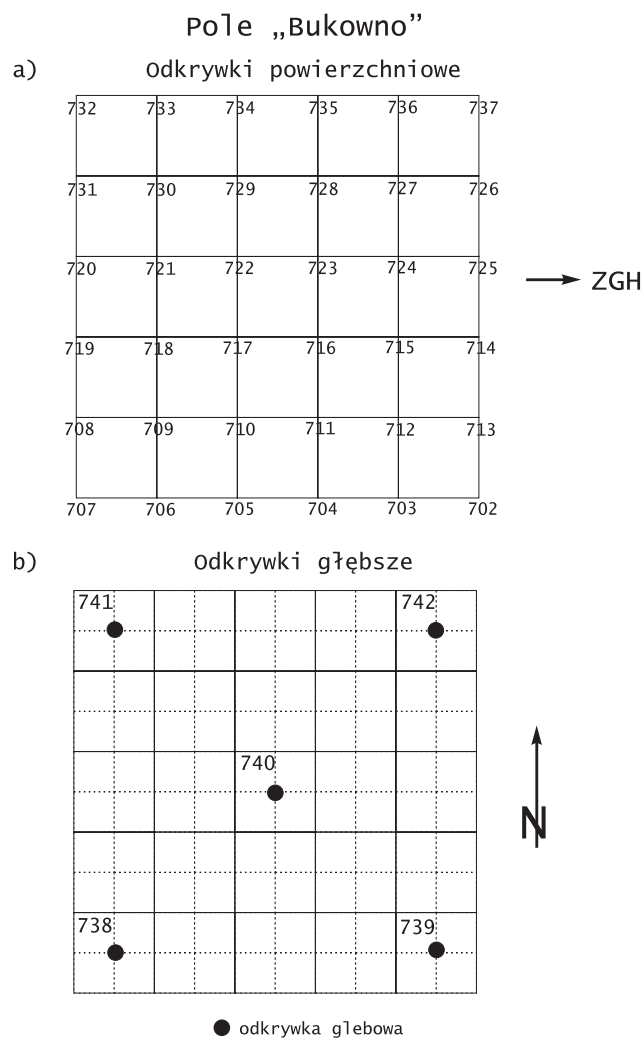 Pole „Bukowno”
a) Odkrywki powierzchniowe
732 733 734 735 736 737
731 730 729 728 727 726
720 721 722 723 724 725
ZGH
719 718 717 716 715 714
708 709 710 711 712 713
707 706 705 704 703 702
b) Odkrywki głębsze
741 742
740
N
738 739
odkrywka glebowa